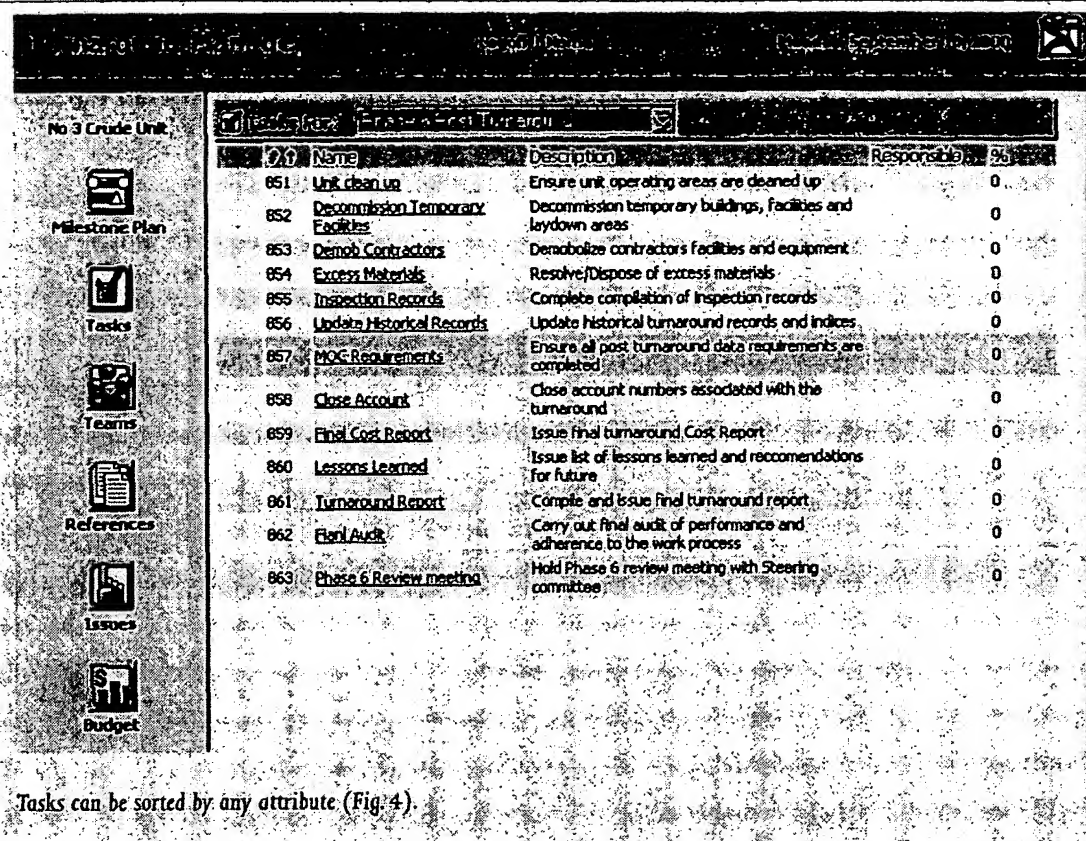 No 3 Crude Unit
Milestone Plan
Tasks
Teams
References
Issues
Budget
Name Description Responsible %
851 Unit clean up Ensure unit operating areas are cleaned up 0
852 Decommission Temporary Decommission temporary buildings, facilities and 0
Facilities laydown areas
853 Demob Contractors Demobolize contractors facilities and equipment 0
854 Excess Materials Resolve/Dispose of excess materials 0
855 Inspection Records Complete compilation of inspection records 0
856 Update Historical Records Update historical turnaround records and indices 0
857 MOC Requirements Ensure all post turnaround data requirements are 0
completed
858 Close Account Close account numbers associated with the 0
turnaround
859 Final Cost Report Issue final turnaround Cost Report 0
860 Lessons Learned Issue list of lessons learned and reccomendations 0
for future
861 Turnaround Report Compile and issue final turnaround report 0
862 Audit Carry out final audit of performance and 0
adherence to the work process
863 Phase 6 Review meeting Hold Phase 6 review meeting with Steering 0
committee
Tasks can be sorted by any attribute (Fig. 4).